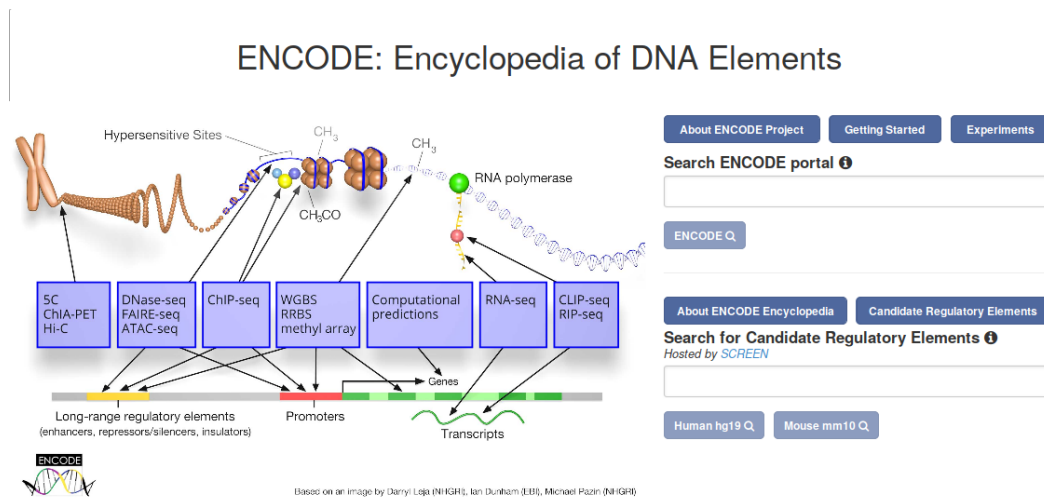 ENCODE: Encyclopedia of DNA Elements
Hypersensitive Sites
CH3
CH3
RNA polymerase
CH3CO
5C
ChIA-PET
Hi-C
DNase-seq
FAIRE-seq
ATAC-seq
ChIP-seq
WGBS
RRBS
methyl array
Computational
predictions
RNA-seq
CLIP-seq
RIP-seq
Genes
Long-range regulatory elements
(enhancers, repressors/silencers, insulators)
Promoters
Transcripts
ENCODE
Based on an image by Darryl Leja (NHGRI), Ian Dunham (EBI), Michael Pazin (NHGRI)
About ENCODE Project
Getting Started
Experiments
Search ENCODE portal
ENCODE
About ENCODE Encyclopedia
Candidate Regulatory Elements
Search for Candidate Regulatory Elements
Hosted by SCREEN
Human hg19
Mouse mm10